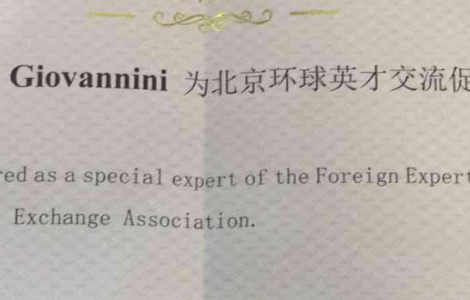 Giovannini 为北京环球英才交流促
red as a special expert of the Foreign Expert
Exchange Association.